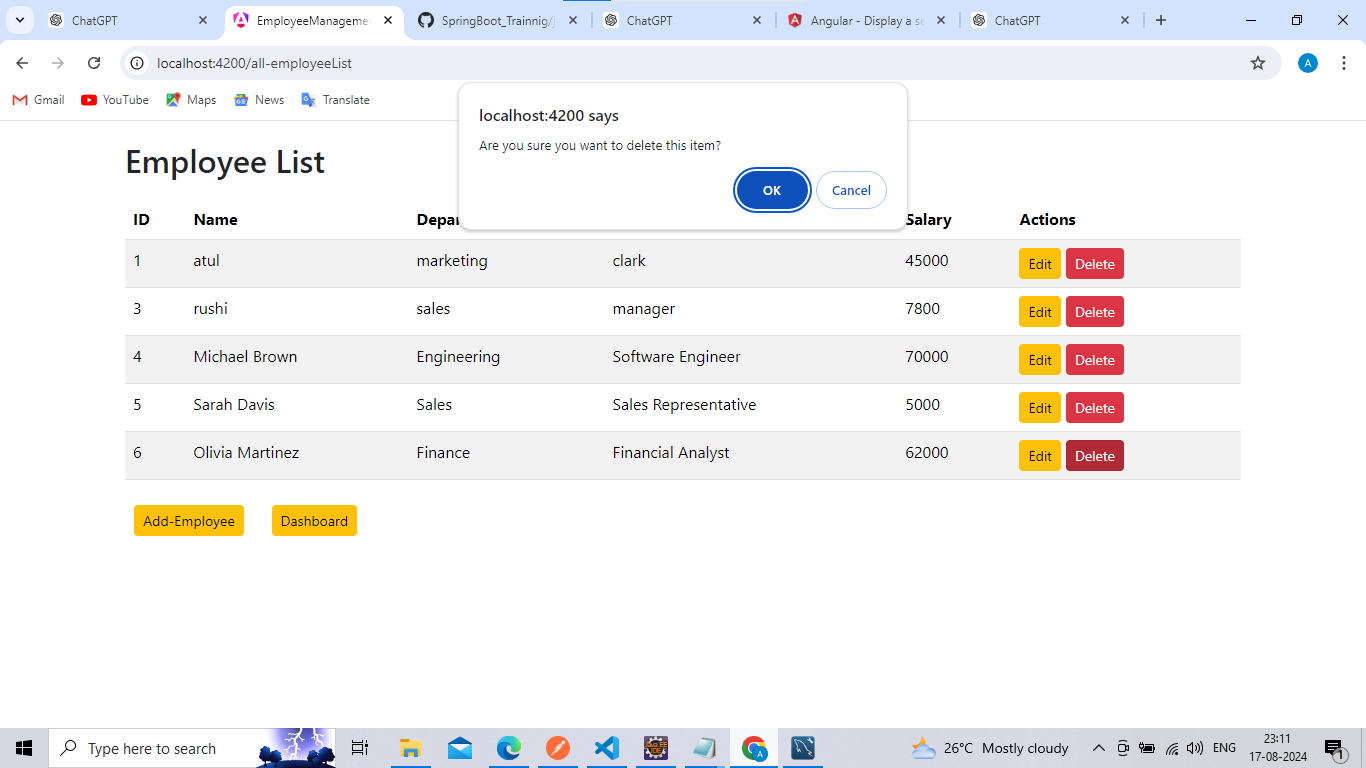 ChatGPT
EmployeeManageme
SpringBoot_Trainnig/
ChatGPT
Angular - Display a se
ChatGPT
localhost:4200/all-employeeList
A
Gmail
YouTube
Maps
News
Translate
localhost:4200 says
Are you sure you want to delete this item?
OK
Cancel
Employee List
ID Name Depar Salary Actions
1 atul marketing clark 45000 Edit Delete
3 rushi sales manager 7800 Edit Delete
4 Michael Brown Engineering Software Engineer 70000 Edit Delete
5 Sarah Davis Sales Sales Representative 5000 Edit Delete
6 Olivia Martinez Finance Financial Analyst 62000 Edit Delete
Add-Employee Dashboard
Type here to search
26°C Mostly cloudy
ENG
23:11
17-08-2024
1